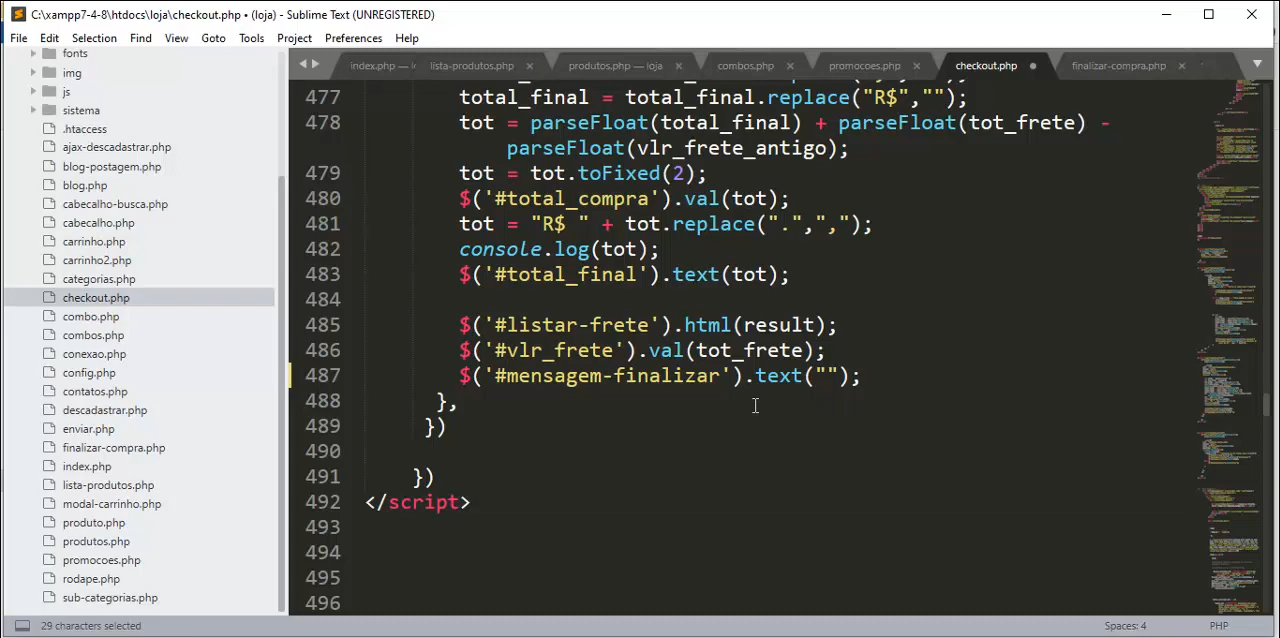 C:\xampp7-4-8\htdocs\loja\checkout.php • (loja) - Sublime Text (UNREGISTERED)
File Edit Selection Find View Goto Tools Project Preferences Help
index.php — lista-produtos.php produtos.php — loja combos.php promocoes.php checkout.php finalizar-compra.php
fonts
img
js
sistema
.htaccess
ajax-descadastrar.php
blog-postagem.php
blog.php
cabecalho-busca.php
cabecalho.php
carrinho.php
carrinho2.php
categorias.php
checkout.php
combo.php
combos.php
conexao.php
config.php
contatos.php
descadastrar.php
enviar.php
finalizar-compra.php
index.php
lista-produtos.php
modal-carrinho.php
produto.php
produtos.php
promocoes.php
rodape.php
sub-categorias.php
477 total_final = total_final.replace("R$","");
478 tot = parseFloat(total_final) + parseFloat(tot_frete) -
parseFloat(vlr_frete_antigo);
479 tot = tot.toFixed(2);
480 $('#total_compra').val(tot);
481 tot = "R$ " + tot.replace(".",",");
482 console.log(tot);
483 $('#total_final').text(tot);
484
485 $('#listar-frete').html(result);
486 $('#vlr_frete').val(tot_frete);
487 $('#mensagem-finalizar').text("");
488 },
489 })
490
491 })
492 </script>
493
494
495
496
29 characters selected Spaces: 4 PHP